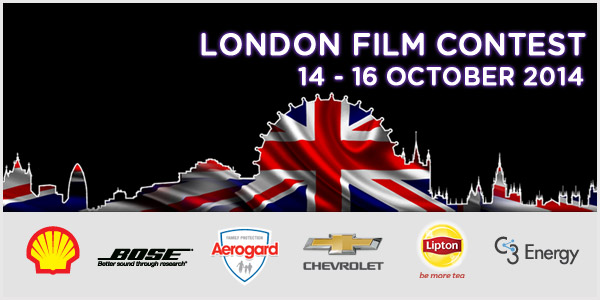 LONDON FILM CONTEST
14 - 16 OCTOBER 2014
BOSE
Better sound through research®
FAMILY PROTECTION
Aerogard
CHEVROLET
Lipton
be more tea
C3 Energy